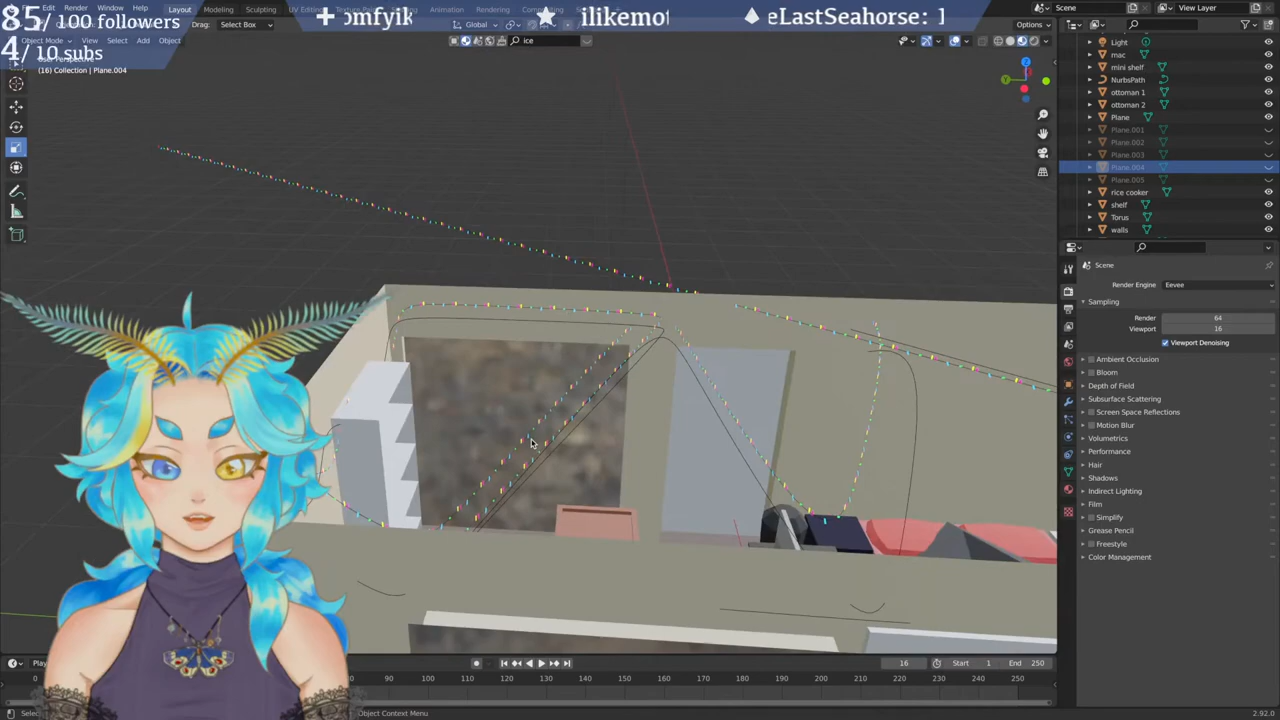 85/100 followers
4/10 subs
omfyik
ilikemot
eLastSeahorse: 1
Render
Window
Layout
Modeling
Sculpting
UV Editing
Animation
Rendering
Scene
View Layer
Global
Drag:
Select Box
Options
Object Mode
View
Select
Add
Object
ice
(16) Collection | Plane.004
Light
mac
mini shelf
NurbsPath
ottoman 1
ottoman 2
Plane
Plane.001
Plane.002
Plane.003
Plane.004
Plane.005
rice cooker
shelf
Torus
walls
Scene
Render Engine
Eevee
Sampling
Render
64
Viewport
16
Viewport Denoising
Ambient Occlusion
Bloom
Depth of Field
Subsurface Scattering
Screen Space Reflections
Motion Blur
Volumetrics
Performance
Hair
Shadows
Indirect Lighting
Film
Simplify
Grease Pencil
Freestyle
Color Management
16
Start
1
End
250
0
90
100
110
120
130
140
150
160
170
180
190
200
210
220
230
240
250
Object Context Menu
2.92.0